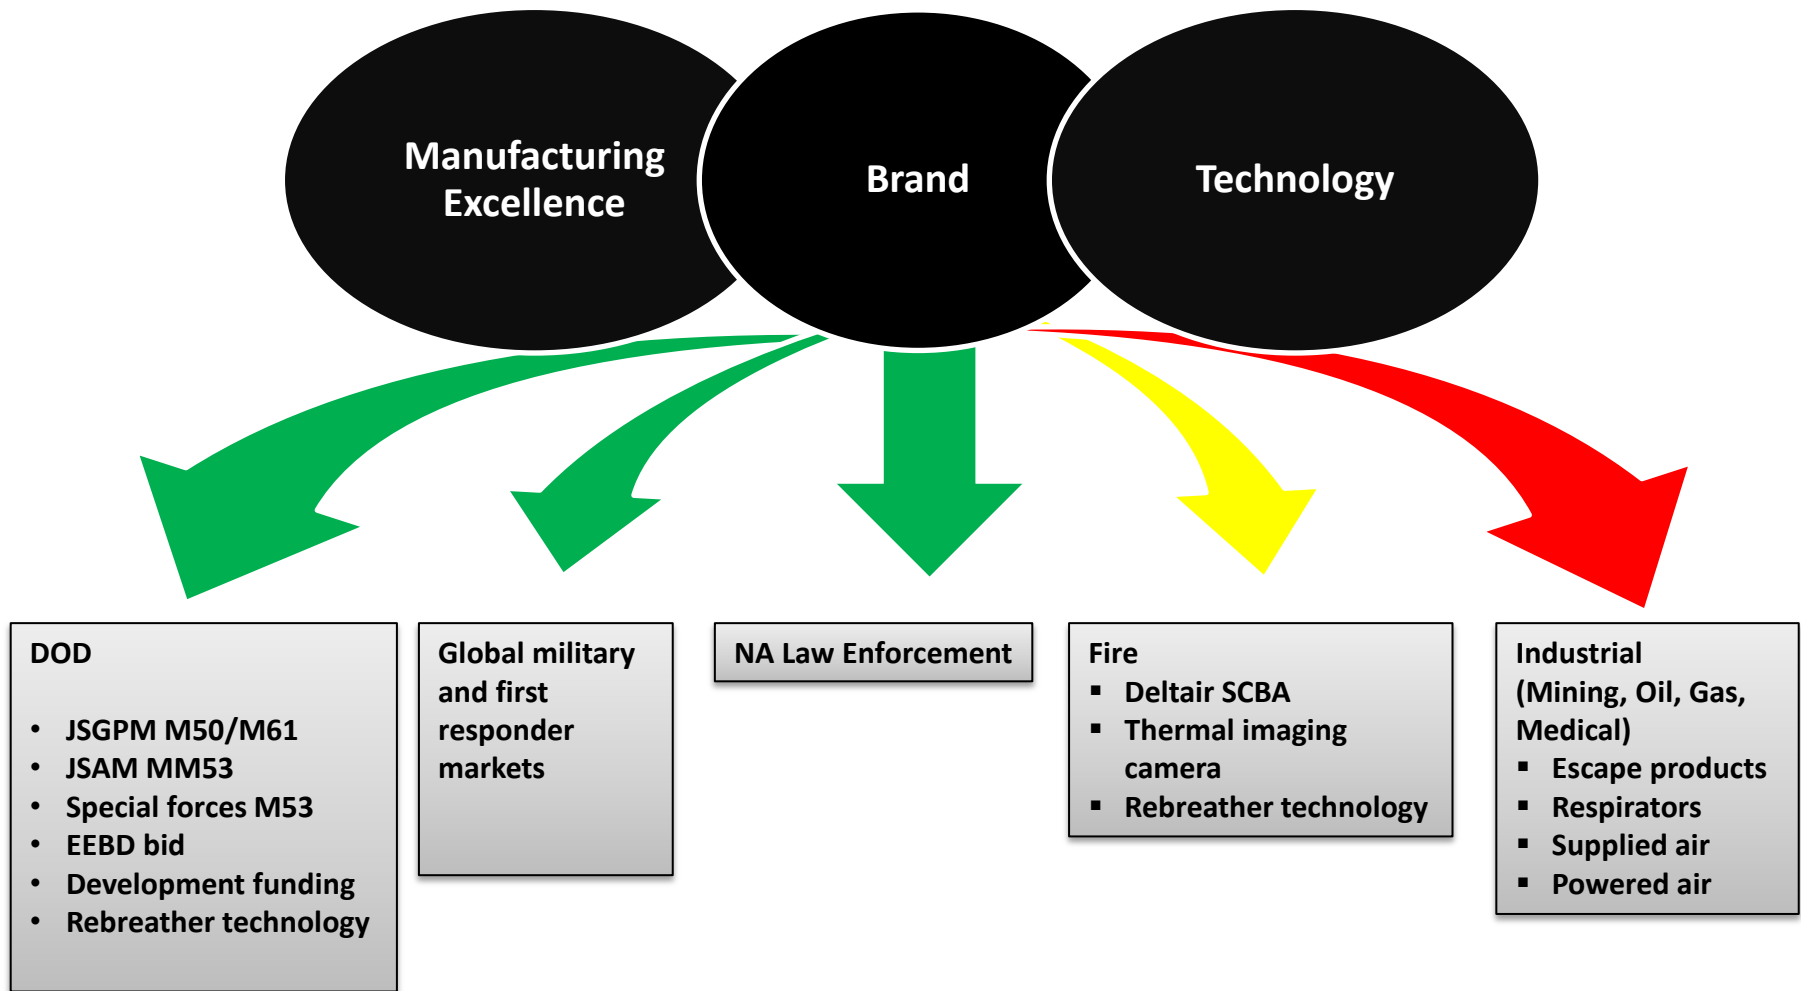 Manufacturing
Excellence
Brand
Technology
DOD
• JSGPM M50/M61
• JSAM MM53
• Special forces M53
• EEBD bid
• Development funding
• Rebreather technology
Global military
and first
responder
markets
NA Law Enforcement
Fire
▪ Deltair SCBA
▪ Thermal imaging
camera
▪ Rebreather technology
Industrial
(Mining, Oil, Gas,
Medical)
▪ Escape products
▪ Respirators
▪ Supplied air
▪ Powered air